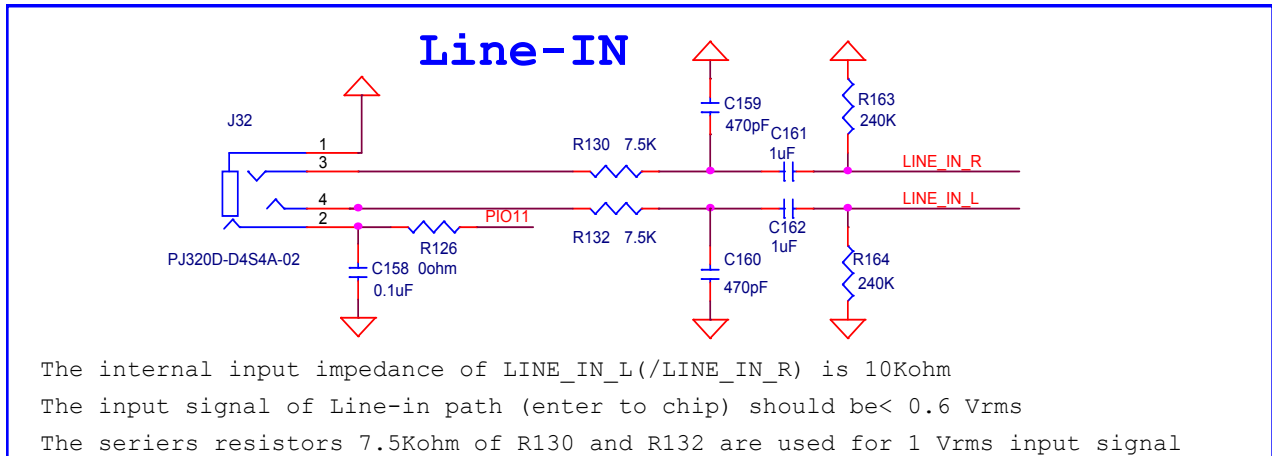 Line-IN
J32
1
3
4
2
PJ320D-D4S4A-02
C158
0.1uF
R126
0ohm
PIO11
R130 7.5K
R132 7.5K
C159
470pF
C161
1uF
R163
240K
LINE_IN_R
LINE_IN_L
C162
1uF
C160
470pF
R164
240K
The internal input impedance of LINE_IN_L(/LINE_IN_R) is 10Kohm
The input signal of Line-in path (enter to chip) should be< 0.6 Vrms
The seriers resistors 7.5Kohm of R130 and R132 are used for 1 Vrms input signal